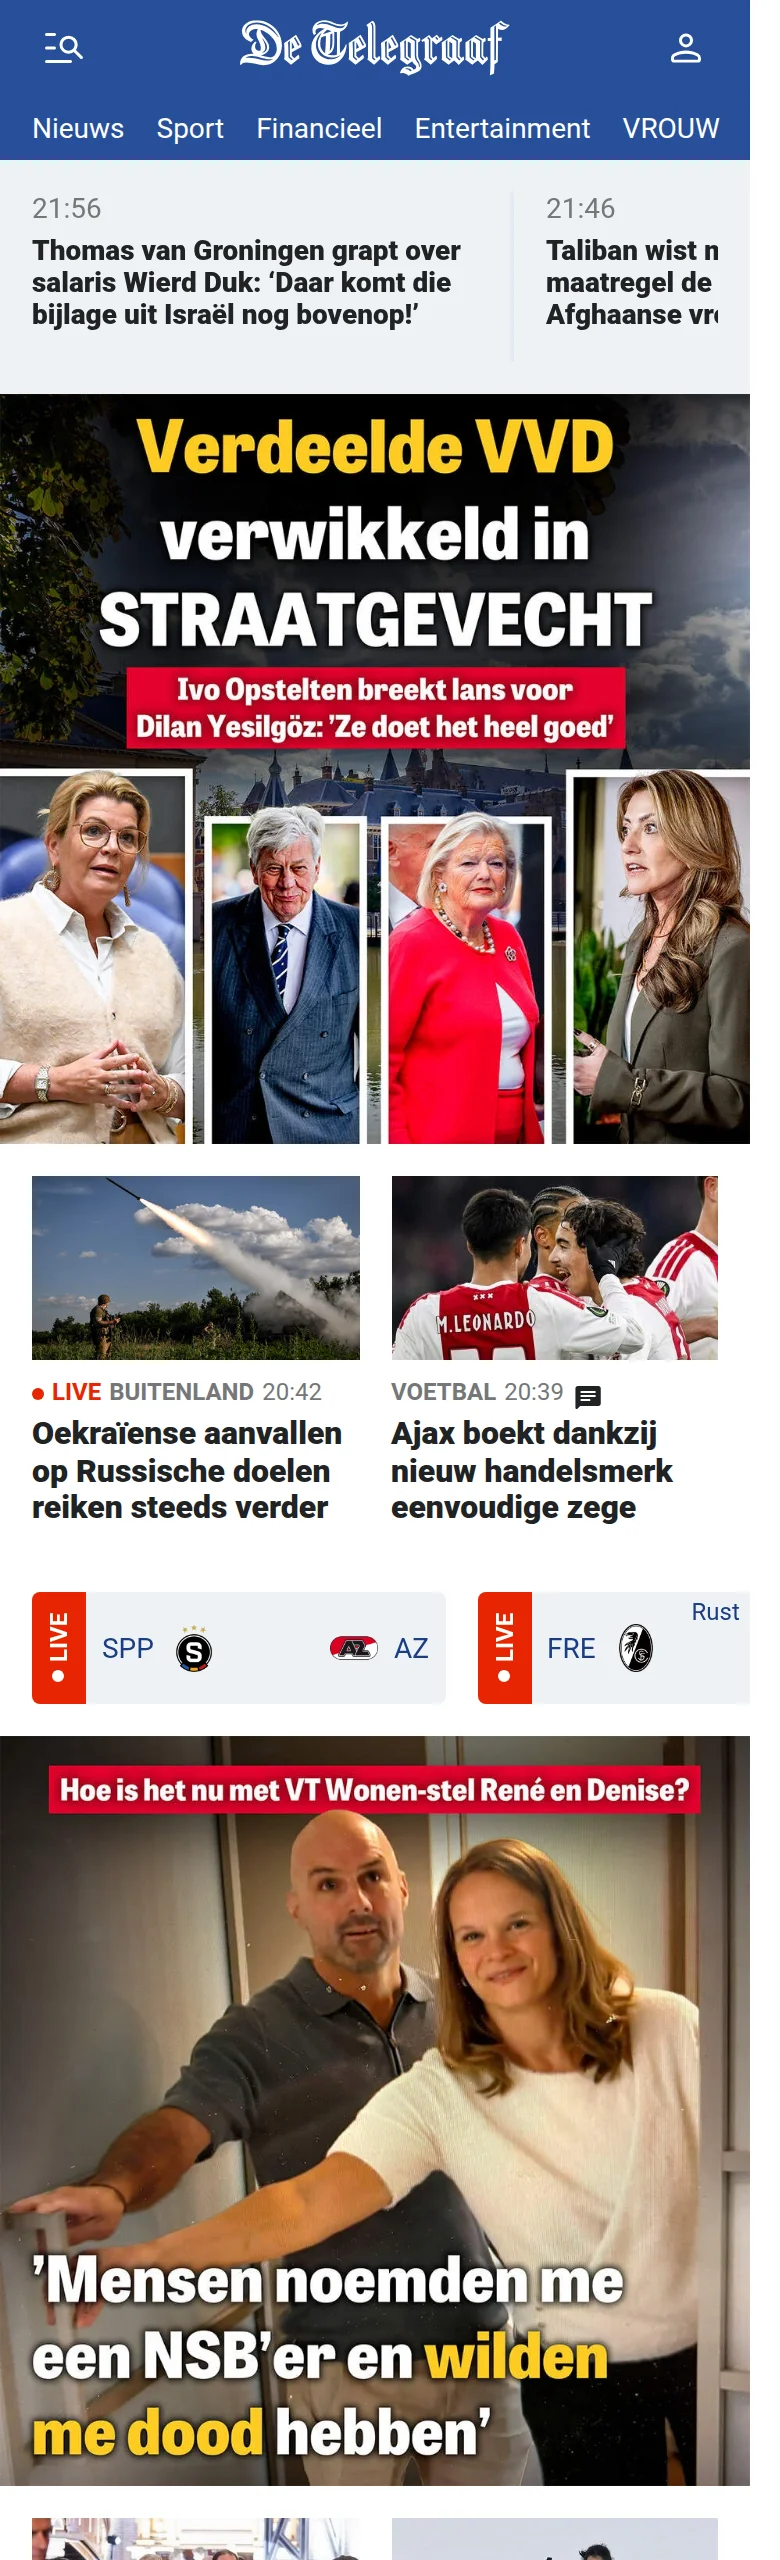 De Telegraaf
Nieuws Sport Financieel Entertainment VROUW
21:56
Thomas van Groningen grapt over
salaris Wierd Duk: ‘Daar komt die
bijlage uit Israël nog bovenop!’
21:46
Taliban wist
maatregel de
Afghaanse
Verdeelde VVD
verwikkeld in
STRAATGEVECHT
Ivo Opstelten breekt lans voor
Dilan Yesilgöz: ’Ze doet het heel goed’
M.LEONARDO
LIVE BUITENLAND 20:42
Oekraïense aanvallen
op Russische doelen
reiken steeds verder
VOETBAL 20:39
Ajax boekt dankzij
nieuw handelsmerk
eenvoudige zege
LIVE
SPP S AZ AZ
LIVE
Rust
FRE
Hoe is het nu met VT Wonen-stel René en Denise?
’Mensen noemden me
een NSB’er en wilden
me dood hebben’